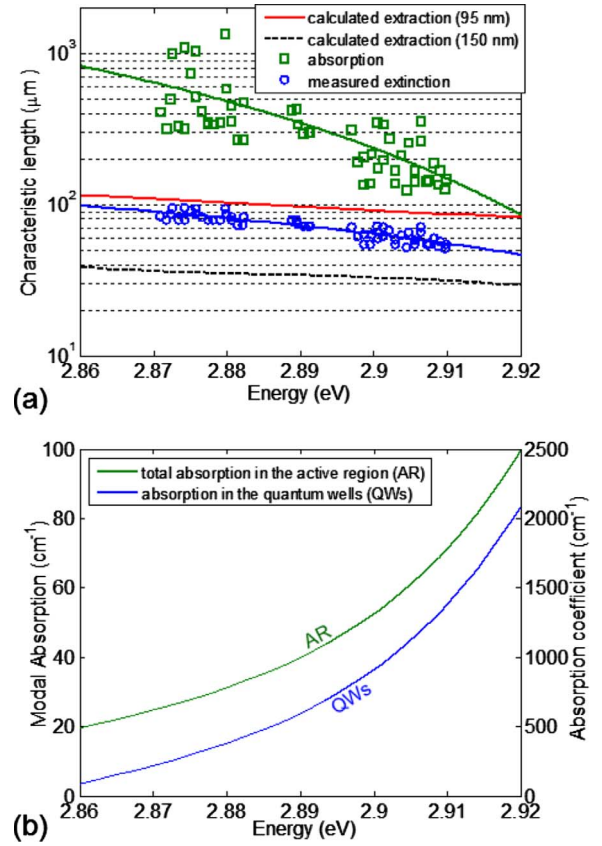 calculated extraction (95 nm)
calculated extraction (150 nm)
absorption
measured extinction
10³
10²
10¹
Characteristic length (μm)
2.86 2.87 2.88 2.89 2.9 2.91 2.92
Energy (eV)
(a)
total absorption in the active region (AR)
absorption in the quantum wells (QWs)
100
80
60
40
20
0
Modal Absorption (cm⁻¹)
AR
QWs
2500
2000
1500
1000
500
0
Absorption coefficient (cm⁻¹)
2.86 2.87 2.88 2.89 2.9 2.91 2.92
Energy (eV)
(b)